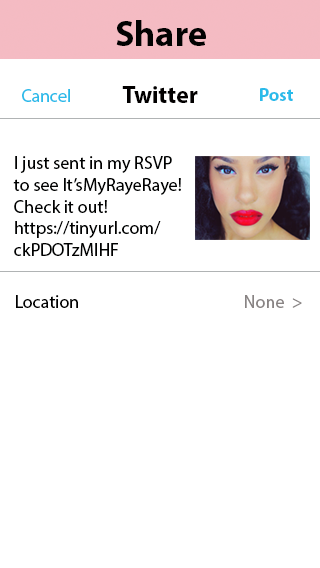 Share
Cancel Twitter Post
I just sent in my RSVP
to see It’sMyRayeRaye!
Check it out!
https://tinyurl.com/
ckPDOTzMIHF
Location None >